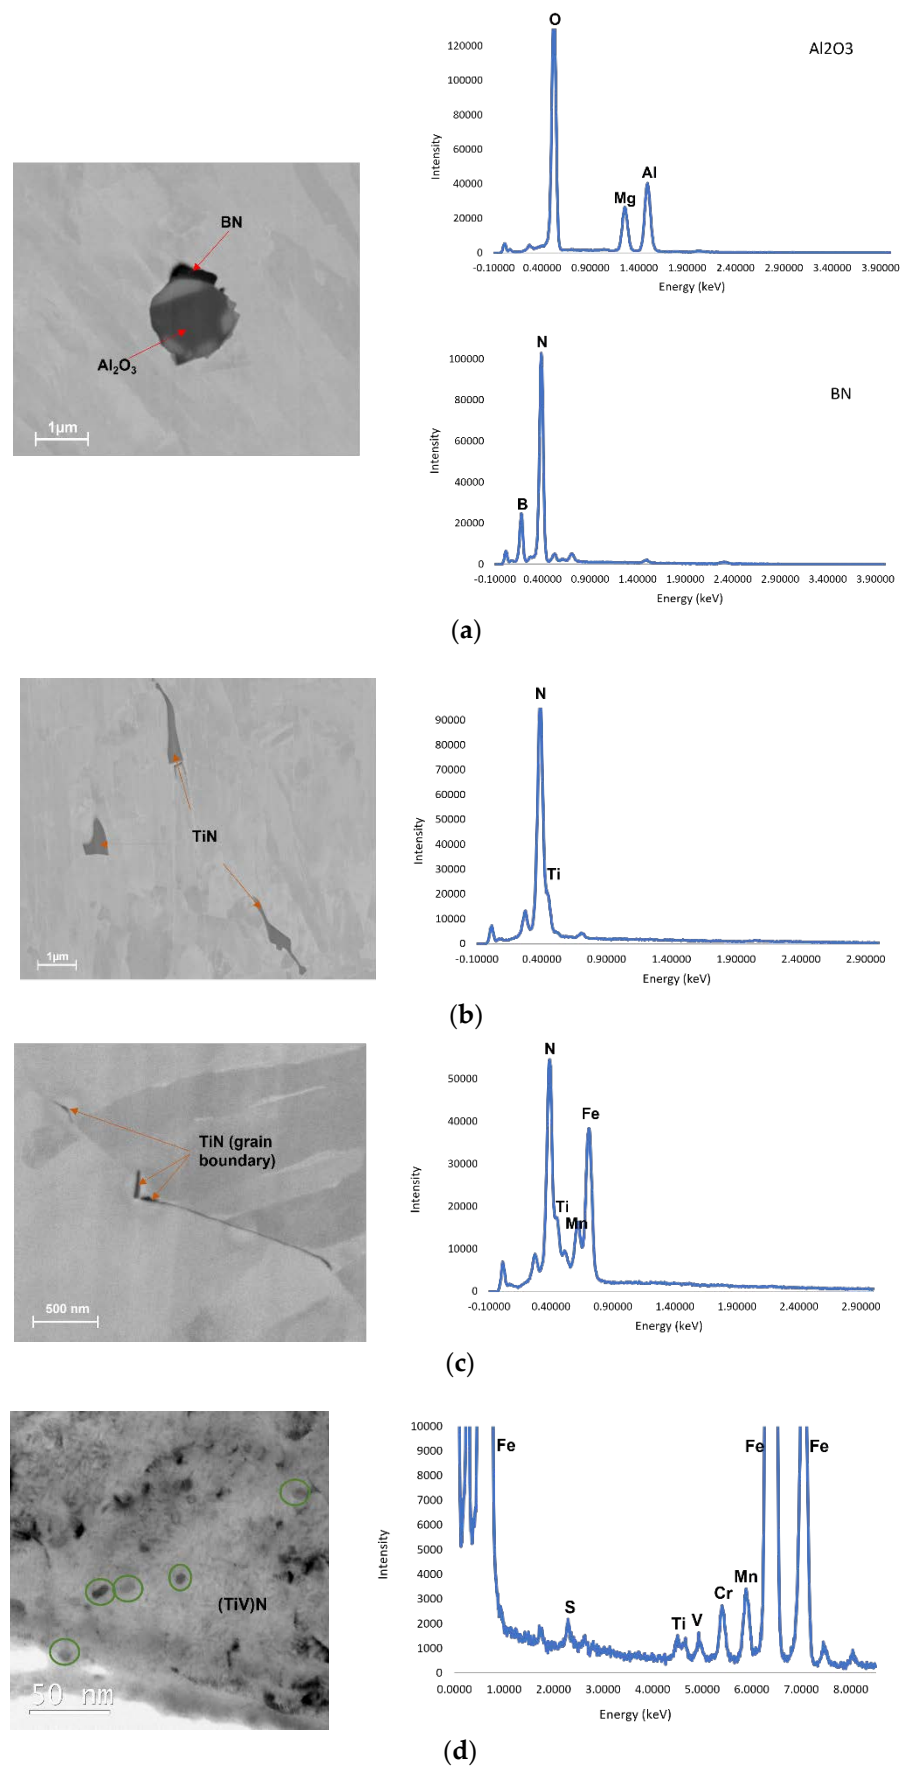 BN
Al2O3
1μm
O
Al2O3
Mg
Al
Intensity
120000
100000
80000
60000
40000
20000
0
-0.10000 0.40000 0.90000 1.40000 1.90000 2.40000 2.90000 3.40000 3.90000
Energy (keV)
N
BN
B
Intensity
100000
80000
60000
40000
20000
0
-0.10000 0.40000 0.90000 1.40000 1.90000 2.40000 2.90000 3.40000 3.90000
Energy (keV)
(a)
TiN
1μm
N
Ti
Intensity
90000
80000
70000
60000
50000
40000
30000
20000
10000
0
-0.10000 0.40000 0.90000 1.40000 1.90000 2.40000 2.90000
Energy (keV)
(b)
TiN (grain
boundary)
500 nm
N
Fe
Ti
Mn
Intensity
50000
40000
30000
20000
10000
0
-0.10000 0.40000 0.90000 1.40000 1.90000 2.40000 2.90000
Energy (keV)
(c)
(TiV)N
50 nm
Fe
Fe
Fe
S
Ti
V
Cr
Mn
Intensity
10000
9000
8000
7000
6000
5000
4000
3000
2000
1000
0
0.0000 1.0000 2.0000 3.0000 4.0000 5.0000 6.0000 7.0000 8.0000
Energy (keV)
(d)